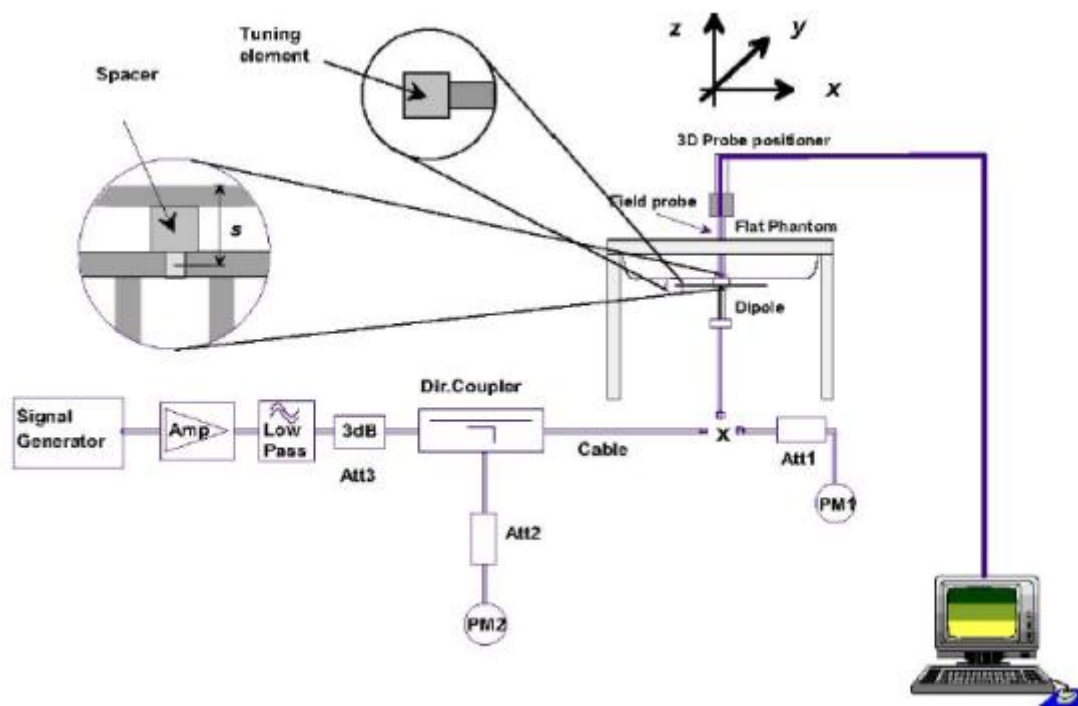 Tuning
element
Spacer
s
z
y
x
3D Probe positioner
Field probe
Flat Phantom
Dipole
Dir.Coupler
Signal
Generator
Amp
Low
Pass
3dB
Att3
Cable
x
Att1
PM1
Att2
PM2